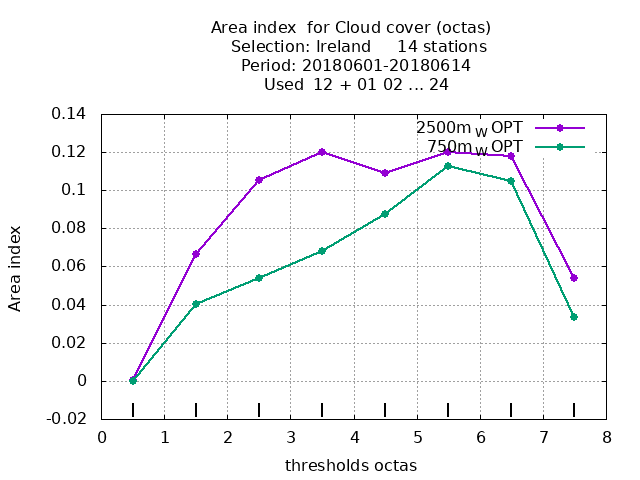 Area index  for Cloud cover (octas)
Selection: Ireland     14 stations
Period: 20180601-20180614
Used  12 + 01 02 ... 24
0.14
0.12
0.1
0.08
0.06
0.04
0.02
0
-0.02
Area index
2500m W OPT
750m W OPT
0 1 2 3 4 5 6 7 8
thresholds octas